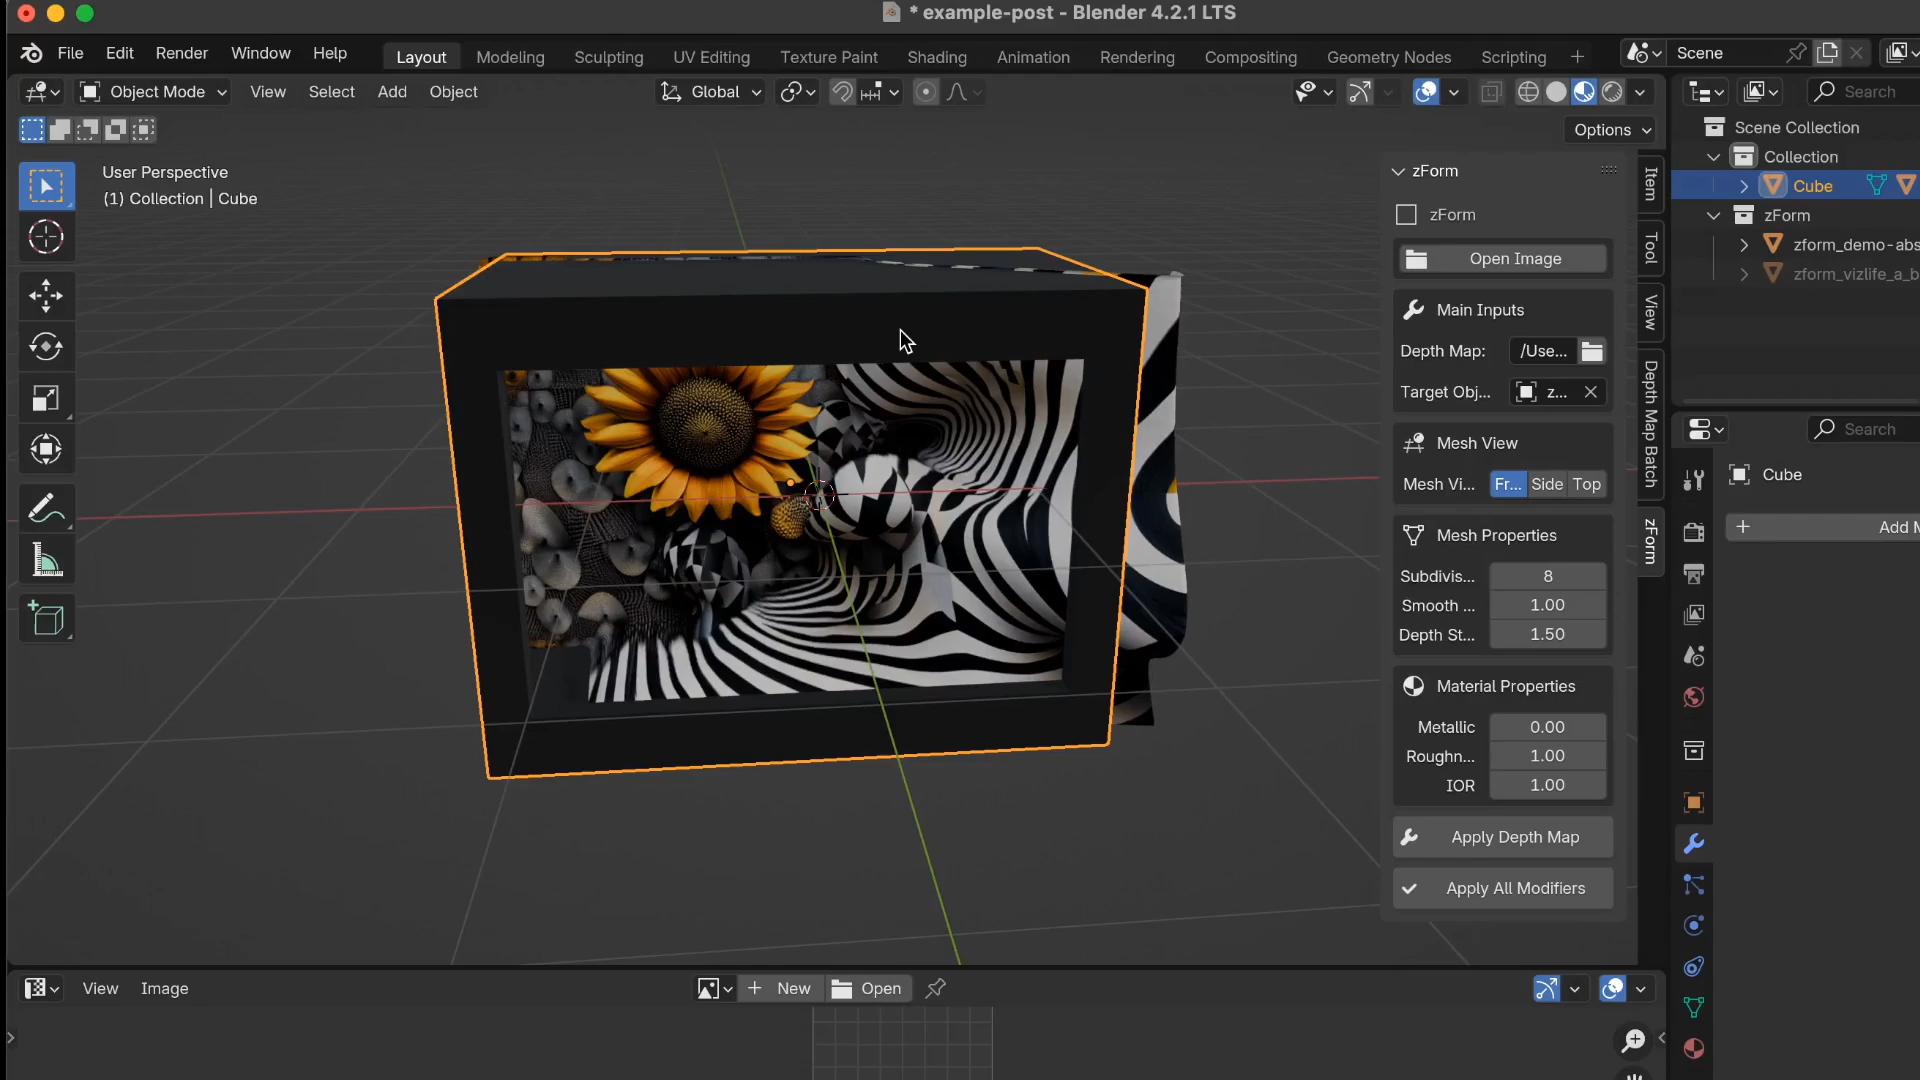 * example-post - Blender 4.2.1 LTS
File Edit Render Window Help
Layout Modeling Sculpting UV Editing Texture Paint Shading Animation Rendering Compositing Geometry Nodes Scripting
Scene
Object Mode View Select Add Object
Global
Search
Options
User Perspective
(1) Collection | Cube
Scene Collection
Collection
Cube
zForm
zform_demo-abs
zform_vizlife_a_b
Search
Cube
Add M
Item
Tool
View
Depth Map Batch
zForm
zForm
zForm
Open Image
Main Inputs
Depth Map: /Use...
Target Obj... z...
Mesh View
Mesh Vi... Fr... Side Top
Mesh Properties
Subdivis... 8
Smooth ... 1.00
Depth St... 1.50
Material Properties
Metallic 0.00
Roughn... 1.00
IOR 1.00
Apply Depth Map
Apply All Modifiers
View Image
New Open